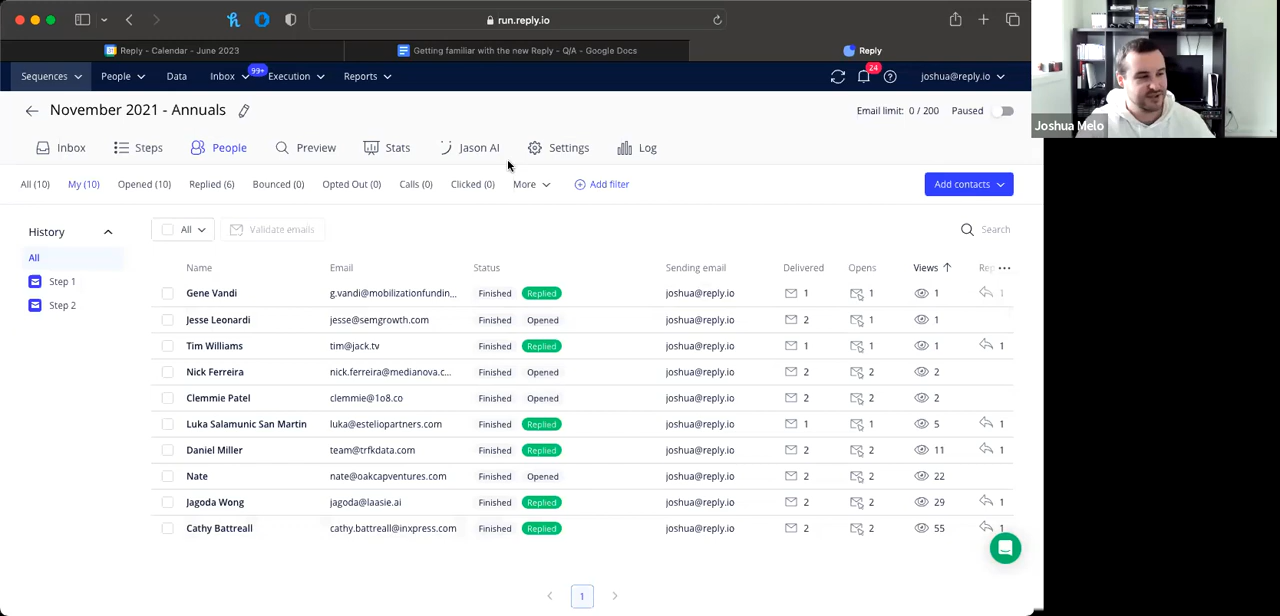 run.reply.io
Reply - Calendar - June 2023
Getting familiar with the new Reply - Q/A - Google Docs
Reply
Sequences People Data Inbox 99+ Execution Reports 24 joshua@reply.io
November 2021 - Annuals Email limit: 0 / 200 Paused
Joshua Melo
Inbox Steps People Preview Stats Jason AI Settings Log
All (10) My (10) Opened (10) Replied (6) Bounced (0) Opted Out (0) Calls (0) Clicked (0) More Add filter Add contacts
History All Validate emails Search
All
Step 1
Step 2
Name Email Status Sending email Delivered Opens Views Rep
Gene Vandi g.vandi@mobilizationfundin... Finished Replied joshua@reply.io 1 1 1 1
Jesse Leonardi jesse@semgrowth.com Finished Opened joshua@reply.io 2 1 1
Tim Williams tim@jack.tv Finished Replied joshua@reply.io 1 1 1 1
Nick Ferreira nick.ferreira@medianova.c... Finished Opened joshua@reply.io 2 2 2
Clemmie Patel clemmie@1o8.co Finished Opened joshua@reply.io 2 2 2
Luka Salamunic San Martin luka@esteliopartners.com Finished Replied joshua@reply.io 1 1 5 1
Daniel Miller team@trfkdata.com Finished Replied joshua@reply.io 2 2 11 1
Nate nate@oakcapventures.com Finished Opened joshua@reply.io 2 2 22
Jagoda Wong jagoda@laasie.ai Finished Replied joshua@reply.io 2 2 29 1
Cathy Battreall cathy.battreall@inxpress.com Finished Replied joshua@reply.io 2 2 55 1
1